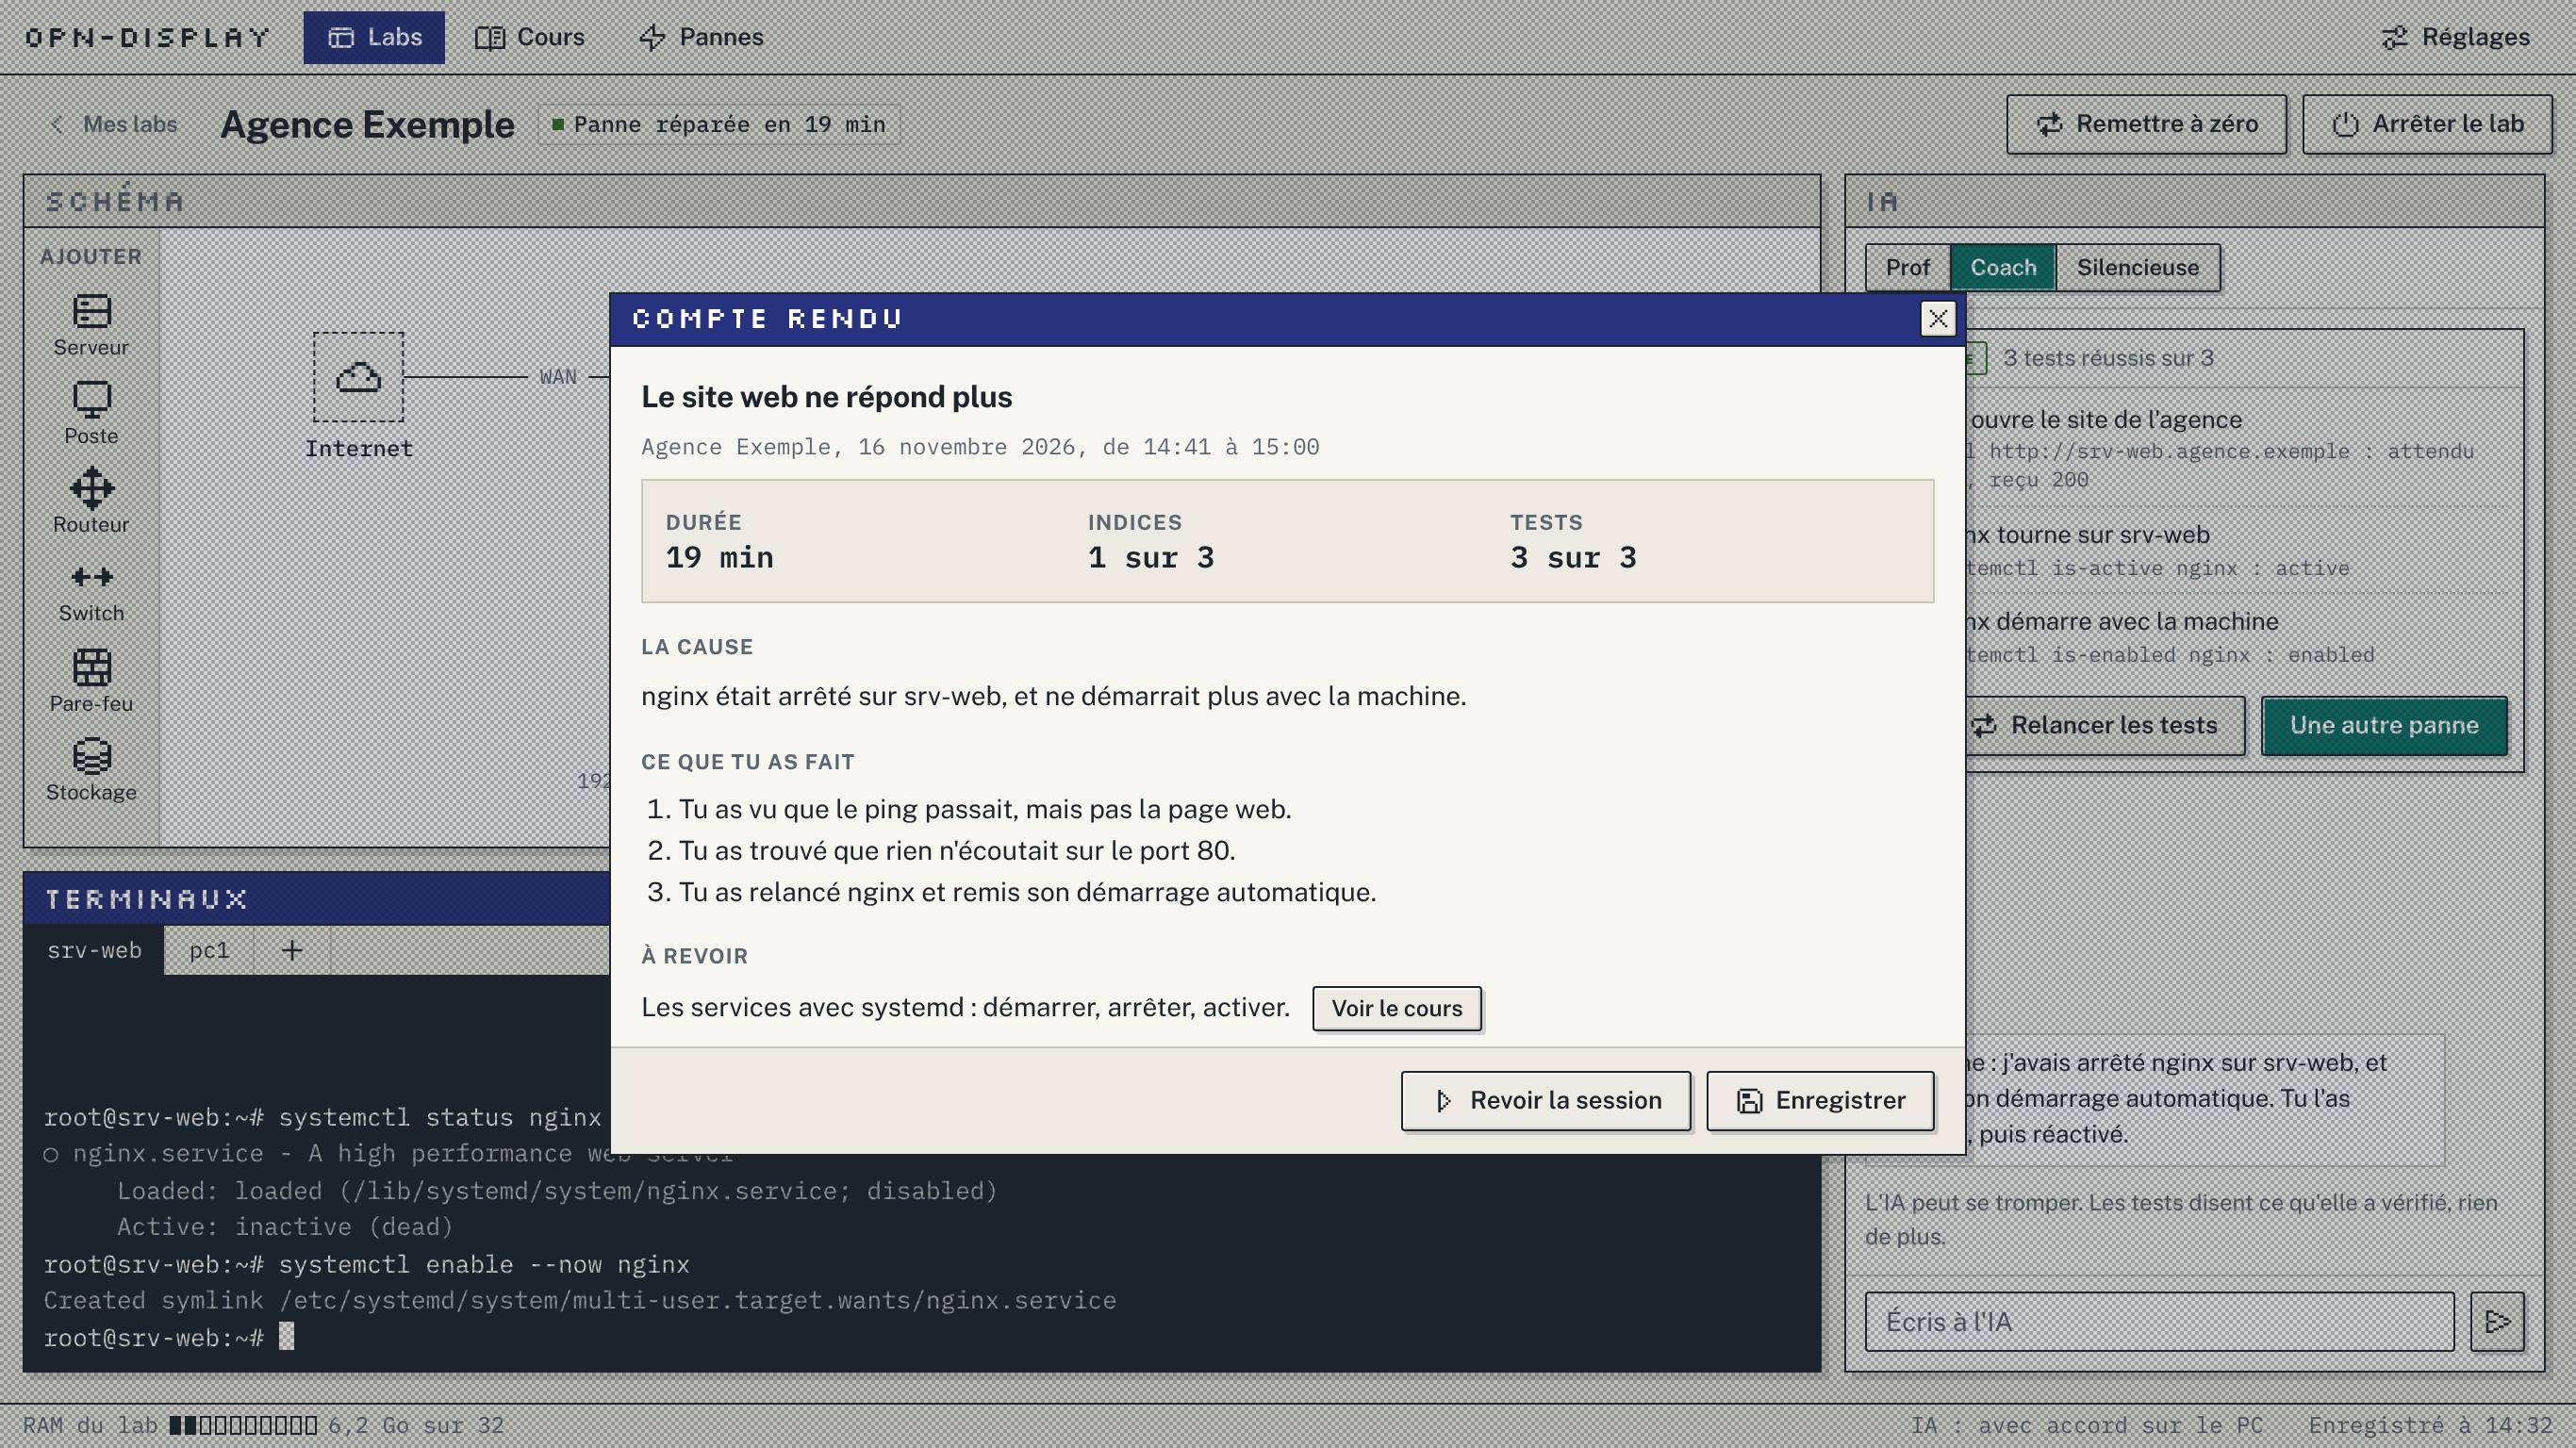 OPN-DISPLAY
Labs
Cours
Pannes
Réglages
Mes labs
Agence Exemple
Panne réparée en 19 min
Remettre à zéro
Arrêter le lab
SCHÉMA
AJOUTER
Serveur
Poste
Routeur
Switch
Pare-feu
Stockage
Internet
WAN
192
COMPTE RENDU
Le site web ne répond plus
Agence Exemple, 16 novembre 2026, de 14:41 à 15:00
DURÉE
19 min
INDICES
1 sur 3
TESTS
3 sur 3
LA CAUSE
nginx était arrêté sur srv-web, et ne démarrait plus avec la machine.
CE QUE TU AS FAIT
1. Tu as vu que le ping passait, mais pas la page web.
2. Tu as trouvé que rien n'écoutait sur le port 80.
3. Tu as relancé nginx et remis son démarrage automatique.
À REVOIR
Les services avec systemd : démarrer, arrêter, activer.
Voir le cours
Revoir la session
Enregistrer
IA
Prof
Coach
Silencieuse
3 tests réussis sur 3
ouvre le site de l'agence
http://srv-web.agence.exemple : attendu
, reçu 200
tourne sur srv-web
is-active nginx : active
démarre avec la machine
is-enabled nginx : enabled
Relancer les tests
Une autre panne
: j'avais arrêté nginx sur srv-web, et
démarrage automatique. Tu l'as
, puis réactivé.
L'IA peut se tromper. Les tests disent ce qu'elle a vérifié, rien
de plus.
Écris à l'IA
TERMINAUX
srv-web
pc1
+
root@srv-web:~# systemctl status nginx
○ nginx.service - A high performance web server
Loaded: loaded (/lib/systemd/system/nginx.service; disabled)
Active: inactive (dead)
root@srv-web:~# systemctl enable --now nginx
Created symlink /etc/systemd/system/multi-user.target.wants/nginx.service
root@srv-web:~#
RAM du lab
6,2 Go sur 32
IA : avec accord sur le PC
Enregistré à 14:32